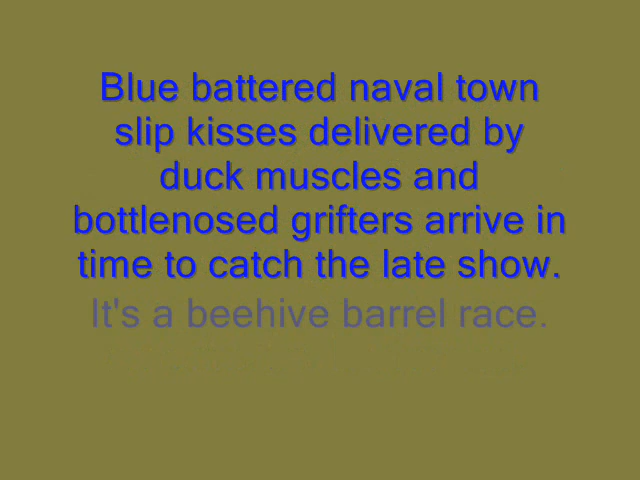 Blue battered naval town
slip kisses delivered by
duck muscles and
bottlenosed grifters arrive in
time to catch the late show.
It's a beehive barrel race.